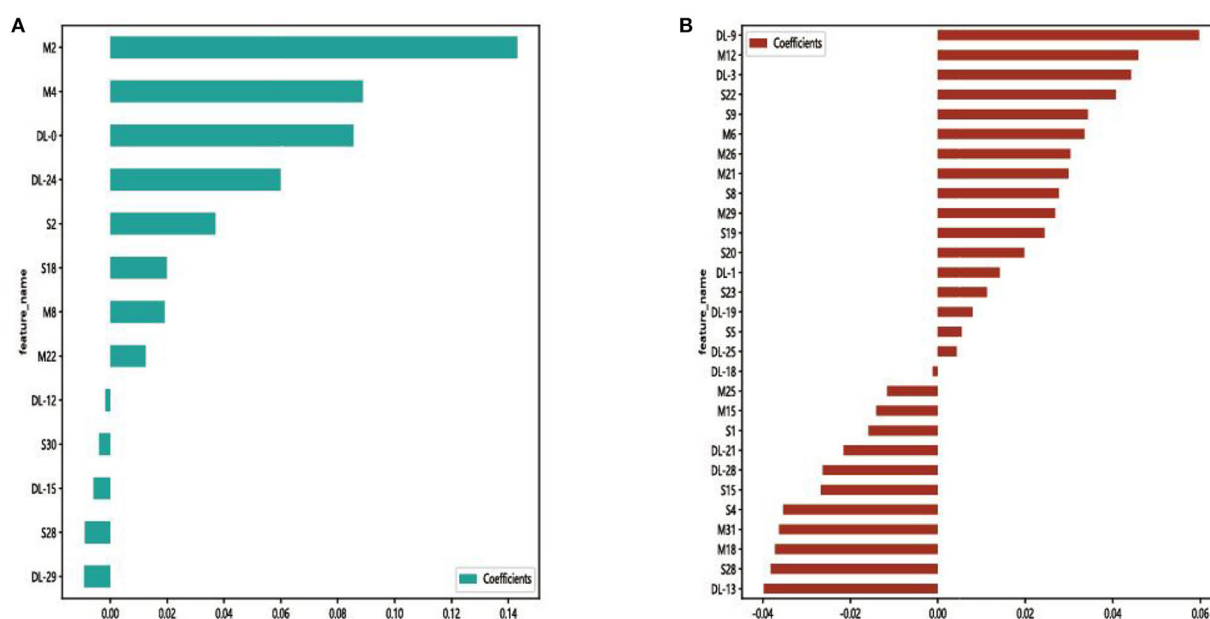 A
M2
M4
DL-0
DL-24
S2
S18
M8
M22
DL-12
S30
DL-15
S28
DL-29
feature_name
Coefficients
0.00 0.02 0.04 0.06 0.08 0.10 0.12 0.14
B
DL-9
M12
DL-3
S22
S9
M6
M26
M21
S8
M29
S19
S20
DL-1
S23
DL-19
S5
DL-25
DL-18
M25
M15
S1
DL-21
DL-28
S15
S4
M31
M18
S28
DL-13
feature_name
Coefficients
-0.04 -0.02 0.00 0.02 0.04 0.06